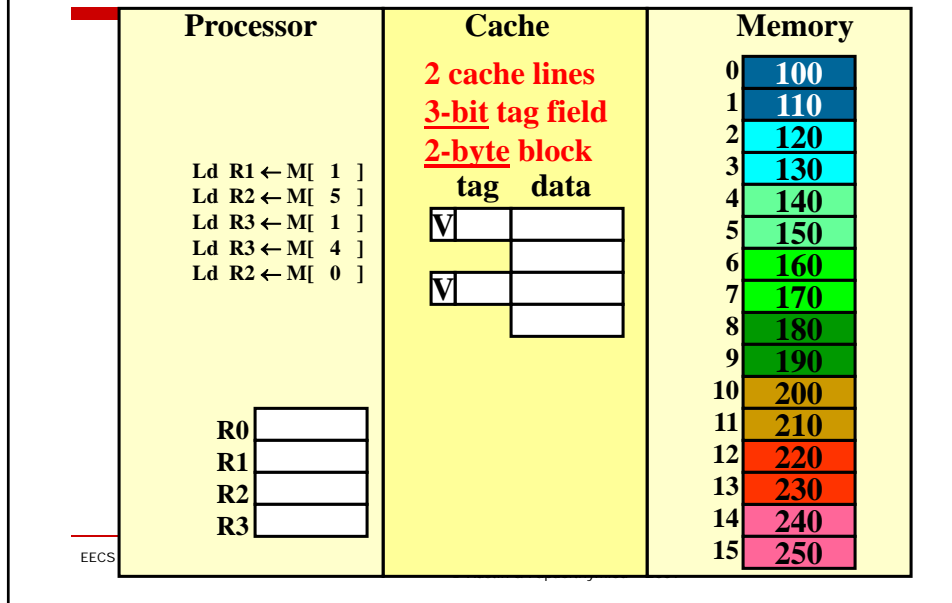 Processor
Ld R1 ← M[ 1 ]
Ld R2 ← M[ 5 ]
Ld R3 ← M[ 1 ]
Ld R3 ← M[ 4 ]
Ld R2 ← M[ 0 ]
R0
R1
R2
R3
Cache
2 cache lines
3-bit tag field
2-byte block
tag data
V
V
Memory
0 100
1 110
2 120
3 130
4 140
5 150
6 160
7 170
8 180
9 190
10 200
11 210
12 220
13 230
14 240
15 250
EECS